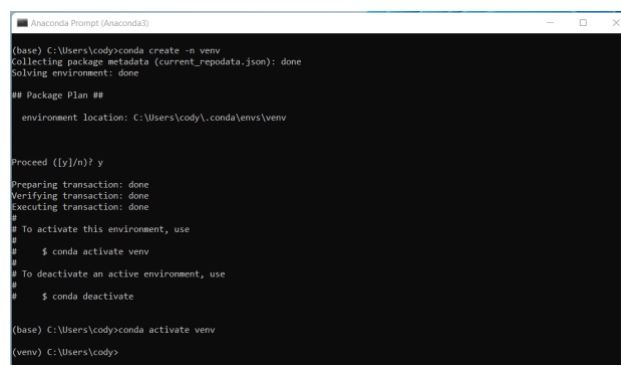 Anaconda Prompt (Anaconda3)
(base) C:\Users\cody>conda create -n venv
Collecting package metadata (current_repodata.json): done
Solving environment: done
## Package Plan ##
environment location: C:\Users\cody\.conda\envs\venv
Proceed ([y]/n)? y
Preparing transaction: done
Verifying transaction: done
Executing transaction: done
#
# To activate this environment, use
#
#     $ conda activate venv
#
# To deactivate an active environment, use
#
#     $ conda deactivate
(base) C:\Users\cody>conda activate venv
(venv) C:\Users\cody>